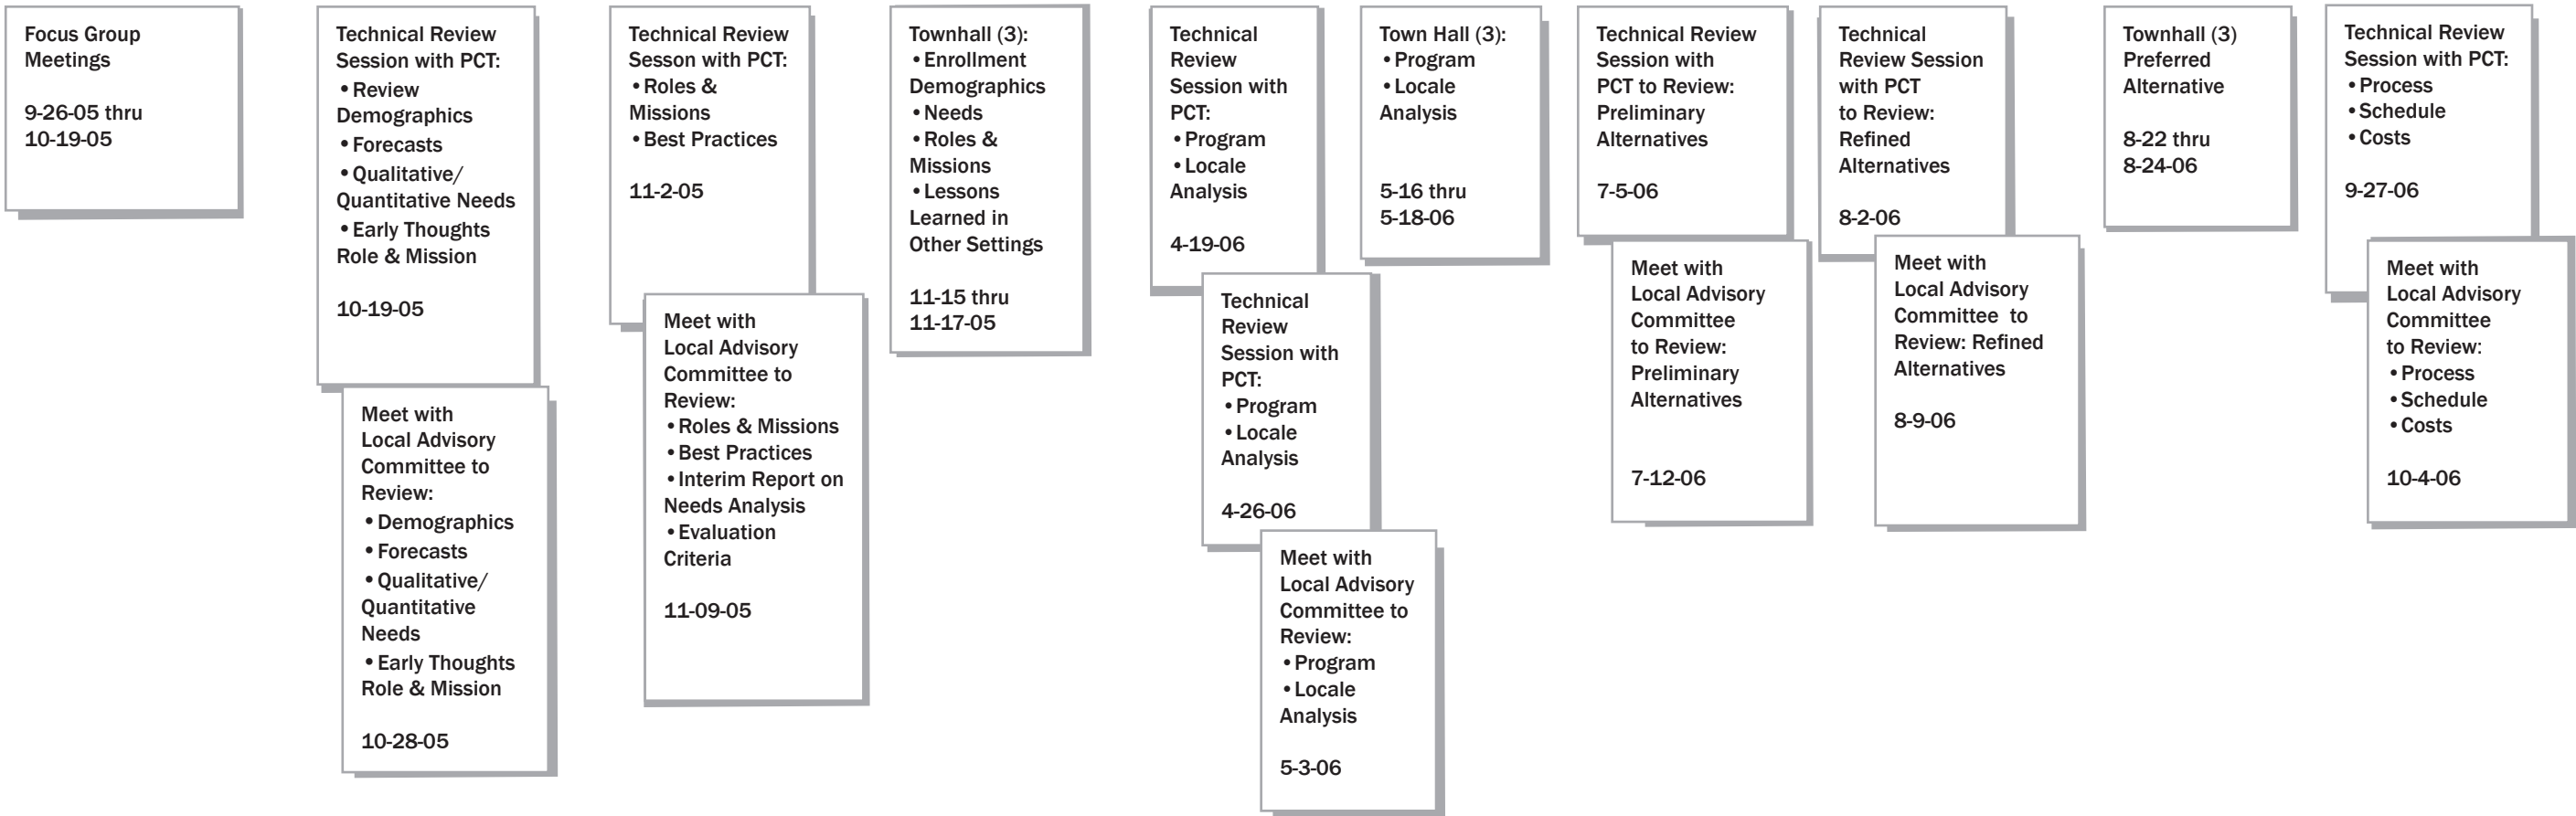 Focus Group
Meetings
9-26-05 thru
10-19-05
Technical Review
Session with PCT:
• Review
Demographics
• Forecasts
• Qualitative/
Quantitative Needs
• Early Thoughts
Role & Mission
10-19-05
Meet with
Local Advisory
Committee to
Review:
• Demographics
• Forecasts
• Qualitative/
Quantitative
Needs
• Early Thoughts
Role & Mission
10-28-05
Technical Review
Sesson with PCT:
• Roles &
Missions
• Best Practices
11-2-05
Meet with
Local Advisory
Committee to
Review:
• Roles & Missions
• Best Practices
• Interim Report on
Needs Analysis
• Evaluation
Criteria
11-09-05
Townhall (3):
• Enrollment
Demographics
• Needs
• Roles &
Missions
• Lessons
Learned in
Other Settings
11-15 thru
11-17-05
Technical
Review
Session with
PCT:
• Program
• Locale
Analysis
4-19-06
Technical
Review
Session with
PCT:
• Program
• Locale
Analysis
4-26-06
Meet with
Local Advisory
Committee to
Review:
• Program
• Locale
Analysis
5-3-06
Town Hall (3):
• Program
• Locale
Analysis
5-16 thru
5-18-06
Technical Review
Session with
PCT to Review:
Preliminary
Alternatives
7-5-06
Meet with
Local Advisory
Committee
to Review:
Preliminary
Alternatives
7-12-06
Technical
Review Session
with PCT
to Review:
Refined
Alternatives
8-2-06
Meet with
Local Advisory
Committee to
Review: Refined
Alternatives
8-9-06
Townhall (3)
Preferred
Alternative
8-22 thru
8-24-06
Technical Review
Session with PCT:
• Process
• Schedule
• Costs
9-27-06
Meet with
Local Advisory
Committee
to Review:
• Process
• Schedule
• Costs
10-4-06